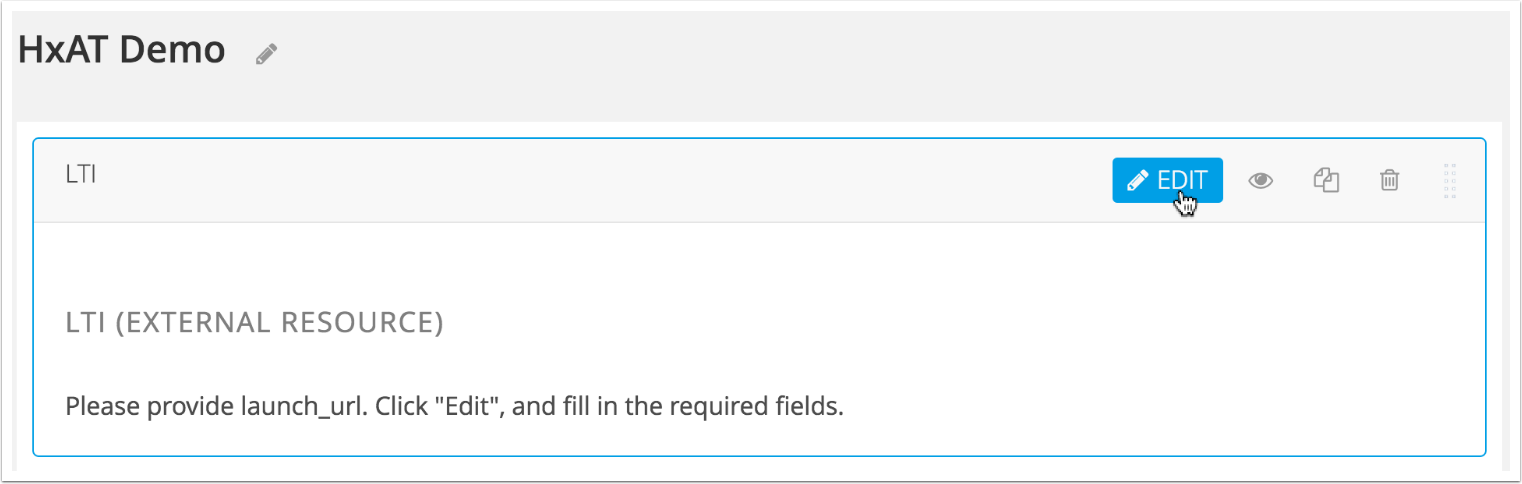 HxAT Demo
LTI
EDIT
LTI (EXTERNAL RESOURCE)
Please provide launch_url. Click "Edit", and fill in the required fields.